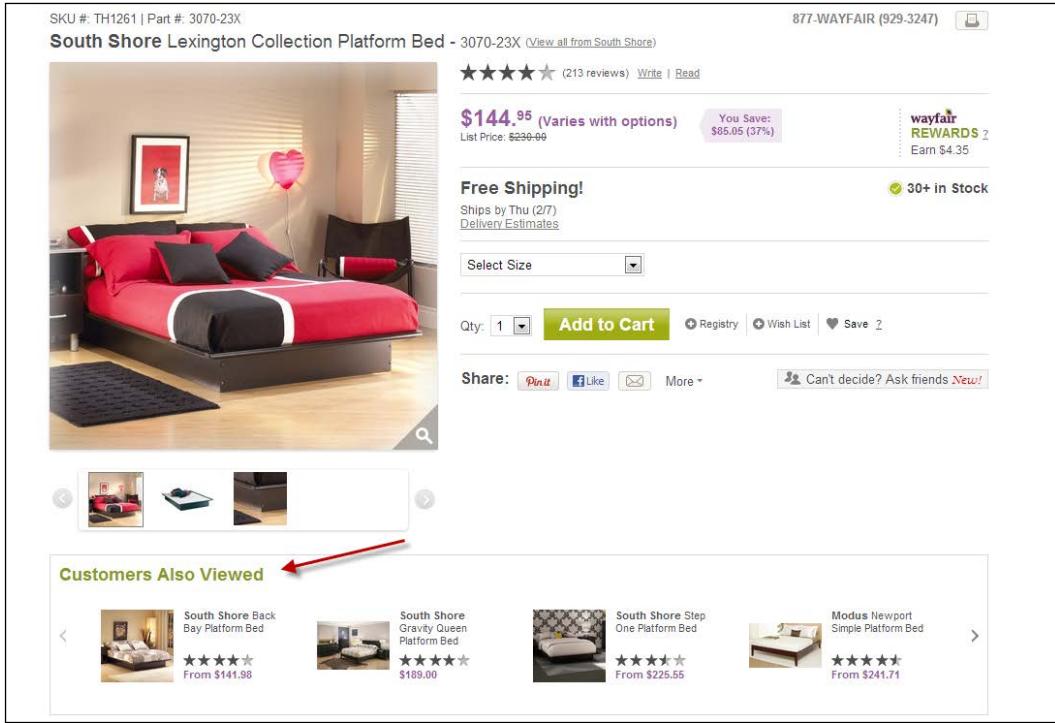 SKU #: TH1261 | Part #: 3070-23X
877-WAYFAIR (929-3247)
South Shore Lexington Collection Platform Bed - 3070-23X (View all from South Shore)
(213 reviews) Write | Read
$144.95 (Varies with options)
List Price: $230.00
You Save:
$85.05 (37%)
wayfair
REWARDS ?
Earn $4.35
Free Shipping!
30+ in Stock
Ships by Thu (2/7)
Delivery Estimates
Select Size
Qty: 1
Add to Cart
Registry
Wish List
Save ?
Share:
Pin it
Like
More
Can't decide? Ask friends New!
Customers Also Viewed
South Shore Back
Bay Platform Bed
From $141.98
South Shore
Gravity Queen
Platform Bed
$189.00
South Shore Step
One Platform Bed
From $225.55
Modus Newport
Simple Platform Bed
From $241.71